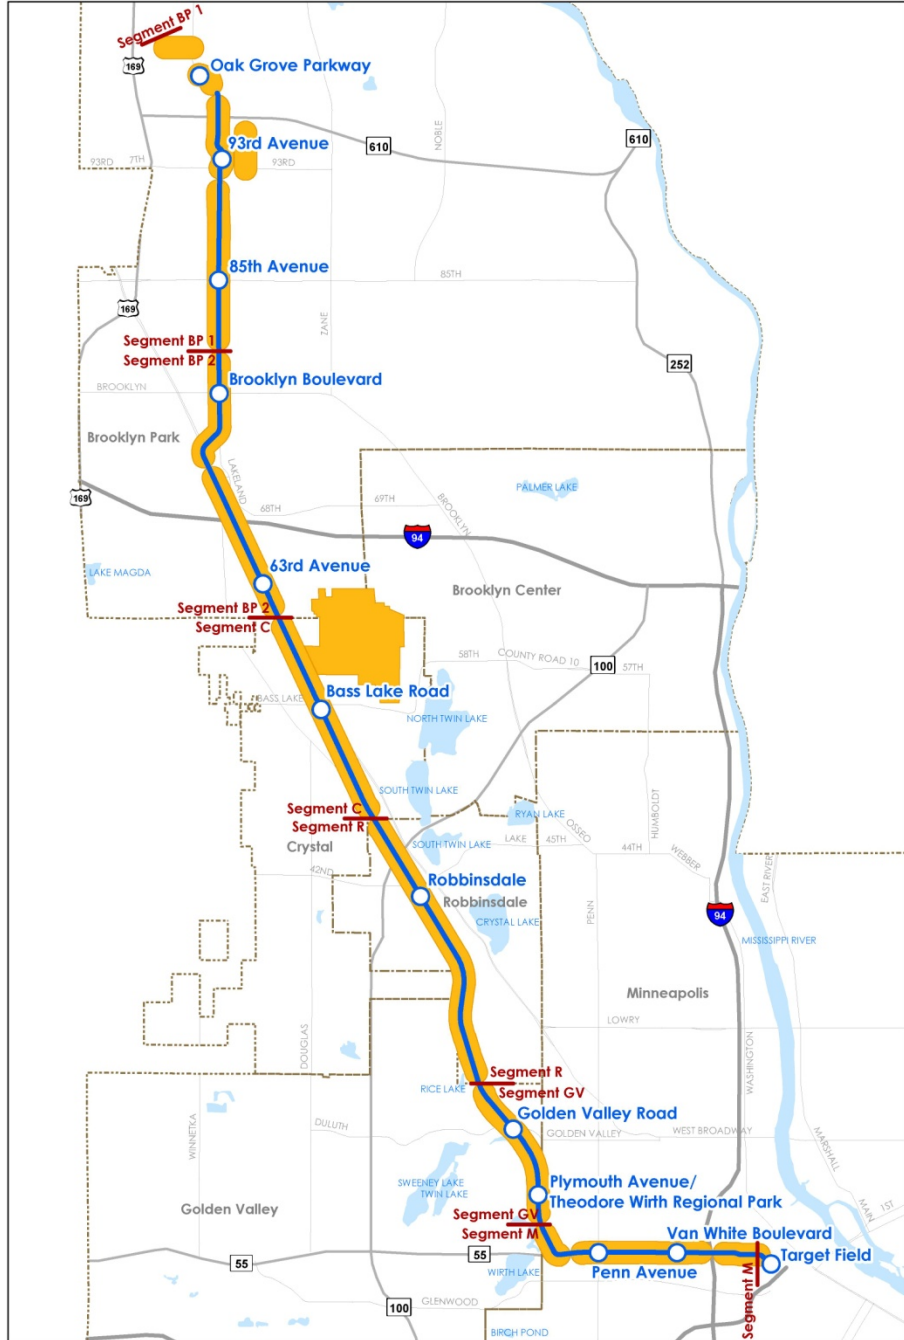 Segment BP 1
169
Oak Grove Parkway
NOBLE
610
610
93rd Avenue
93RD
7TH
93RD
85th Avenue
85TH
169
ZANE
Segment BP 1
Segment BP 2
252
BROOKLYN
Brooklyn Boulevard
Brooklyn Park
LAKELAND
169
68TH
69TH
BROOKLYN
PALMER LAKE
94
63rd Avenue
LAKE MAGDA
Brooklyn Center
Segment BP 2
Segment C
58TH
COUNTY ROAD 10
57TH
100
BASS LAKE
Bass Lake Road
NORTH TWIN LAKE
SOUTH TWIN LAKE
Segment C
Segment R
RYAN LAKE
HUMBOLDT
OSSEO
Crystal
SOUTH TWIN LAKE
LAKE
45TH
44TH
WEBBER
42ND
EAST RIVER
Robbinsdale
Robbinsdale
CRYSTAL LAKE
PENN
94
MISSISSIPPI RIVER
Minneapolis
LOWRY
DOUGLAS
WASHINGTON
Segment R
Segment GV
RICE LAKE
WINNETKA
DULUTH
Golden Valley Road
GOLDEN VALLEY
WEST BROADWAY
MARSHALL
SWEENEY LAKE
TWIN LAKE
Plymouth Avenue/
Theodore Wirth Regional Park
Golden Valley
MAIN
1ST
Segment GV
Segment M
Van White Boulevard
Target Field
55
55
Penn Avenue
WIRTH LAKE
Segment M
GLENWOOD
100
BIRCH POND